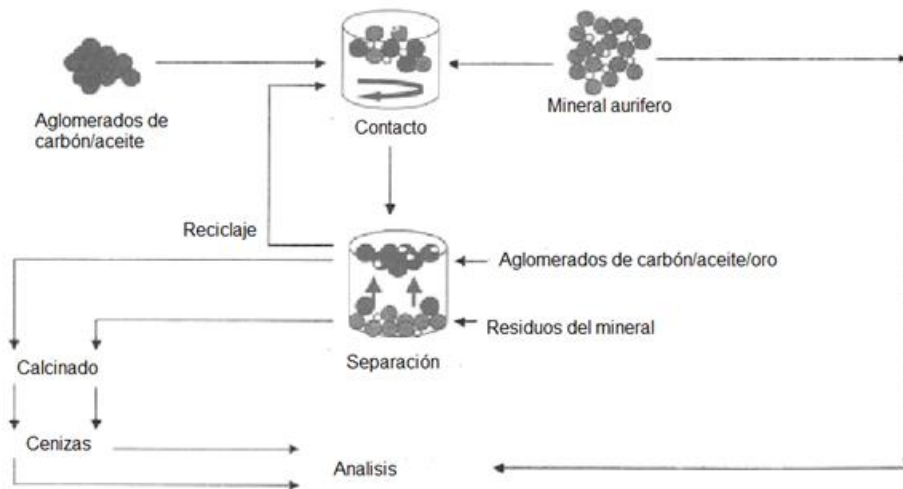 Aglomerados de
carbón/aceite
Contacto
Mineral aurifero
Reciclaje
Aglomerados de carbón/aceite/oro
Residuos del mineral
Separación
Calcinado
Cenizas
Analisis